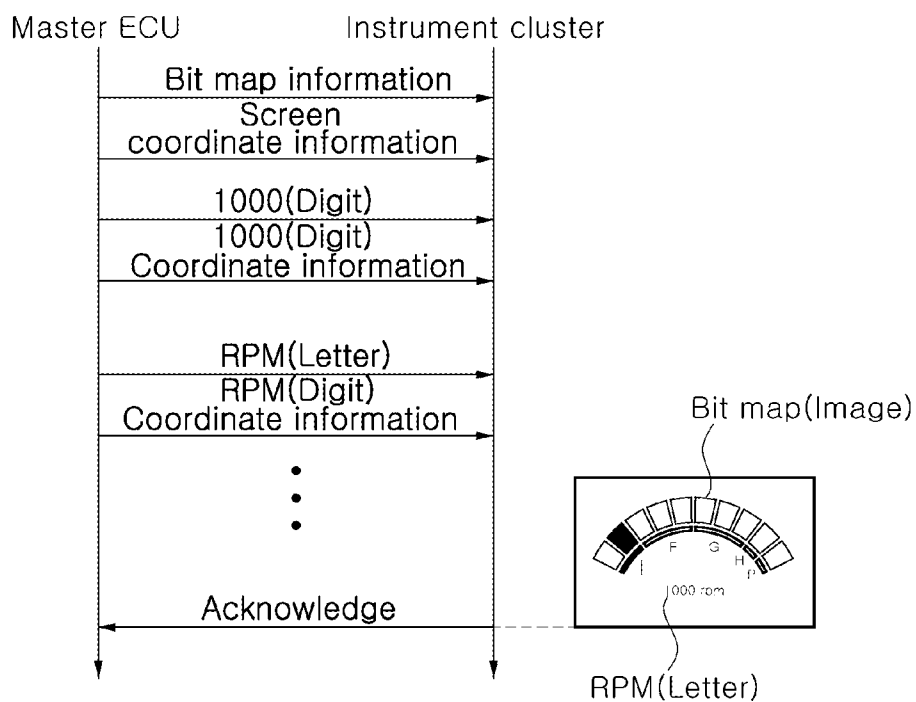 Master ECU
Instrument cluster
Bit map information
Screen
coordinate information
1000(Digit)
1000(Digit)
Coordinate information
RPM(Letter)
RPM(Digit)
Coordinate information
Bit map(Image)
I F G H P
1000 rpm
Acknowledge
RPM(Letter)